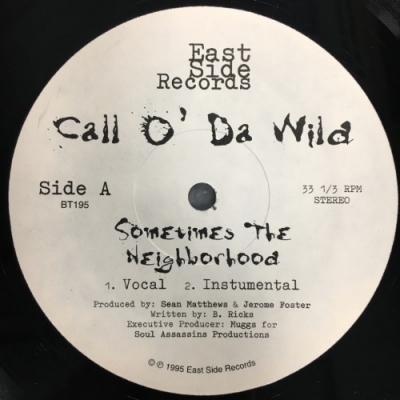 East
Side
Records
Call O' Da Wild
Side A
BT195
33 1/3 RPM
STEREO
Sometimes The
Neighborhood
1. Vocal 2. Instumental
Produced by: Sean Matthews & Jerome Foster
Written by: B. Ricks
Executive Producer: Muggs for
Soul Assassins Productions
© ℗ 1995 East Side Records